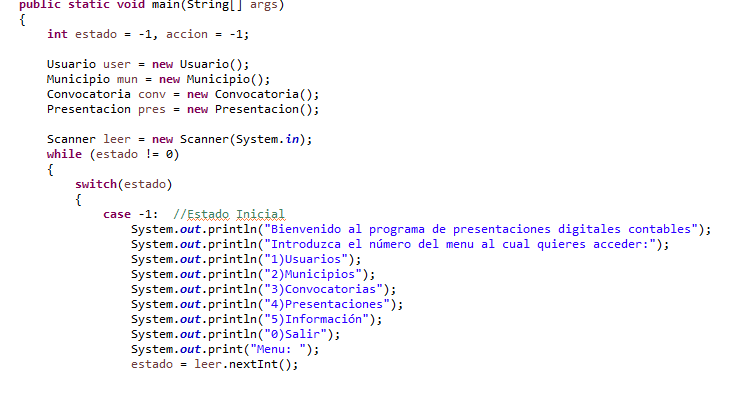 public static void main(String[] args)
{
int estado = -1, accion = -1;
Usuario user = new Usuario();
Municipio mun = new Municipio();
Convocatoria conv = new Convocatoria();
Presentacion pres = new Presentacion();
Scanner leer = new Scanner(System.in);
while (estado != 0)
{
switch(estado)
{
case -1:  //Estado Inicial
System.out.println("Bienvenido al programa de presentaciones digitales contables");
System.out.println("Introduzca el número del menu al cual quieres acceder:");
System.out.println("1)Usuarios");
System.out.println("2)Municipios");
System.out.println("3)Convocatorias");
System.out.println("4)Presentaciones");
System.out.println("5)Información");
System.out.println("0)Salir");
System.out.print("Menu: ");
estado = leer.nextInt();